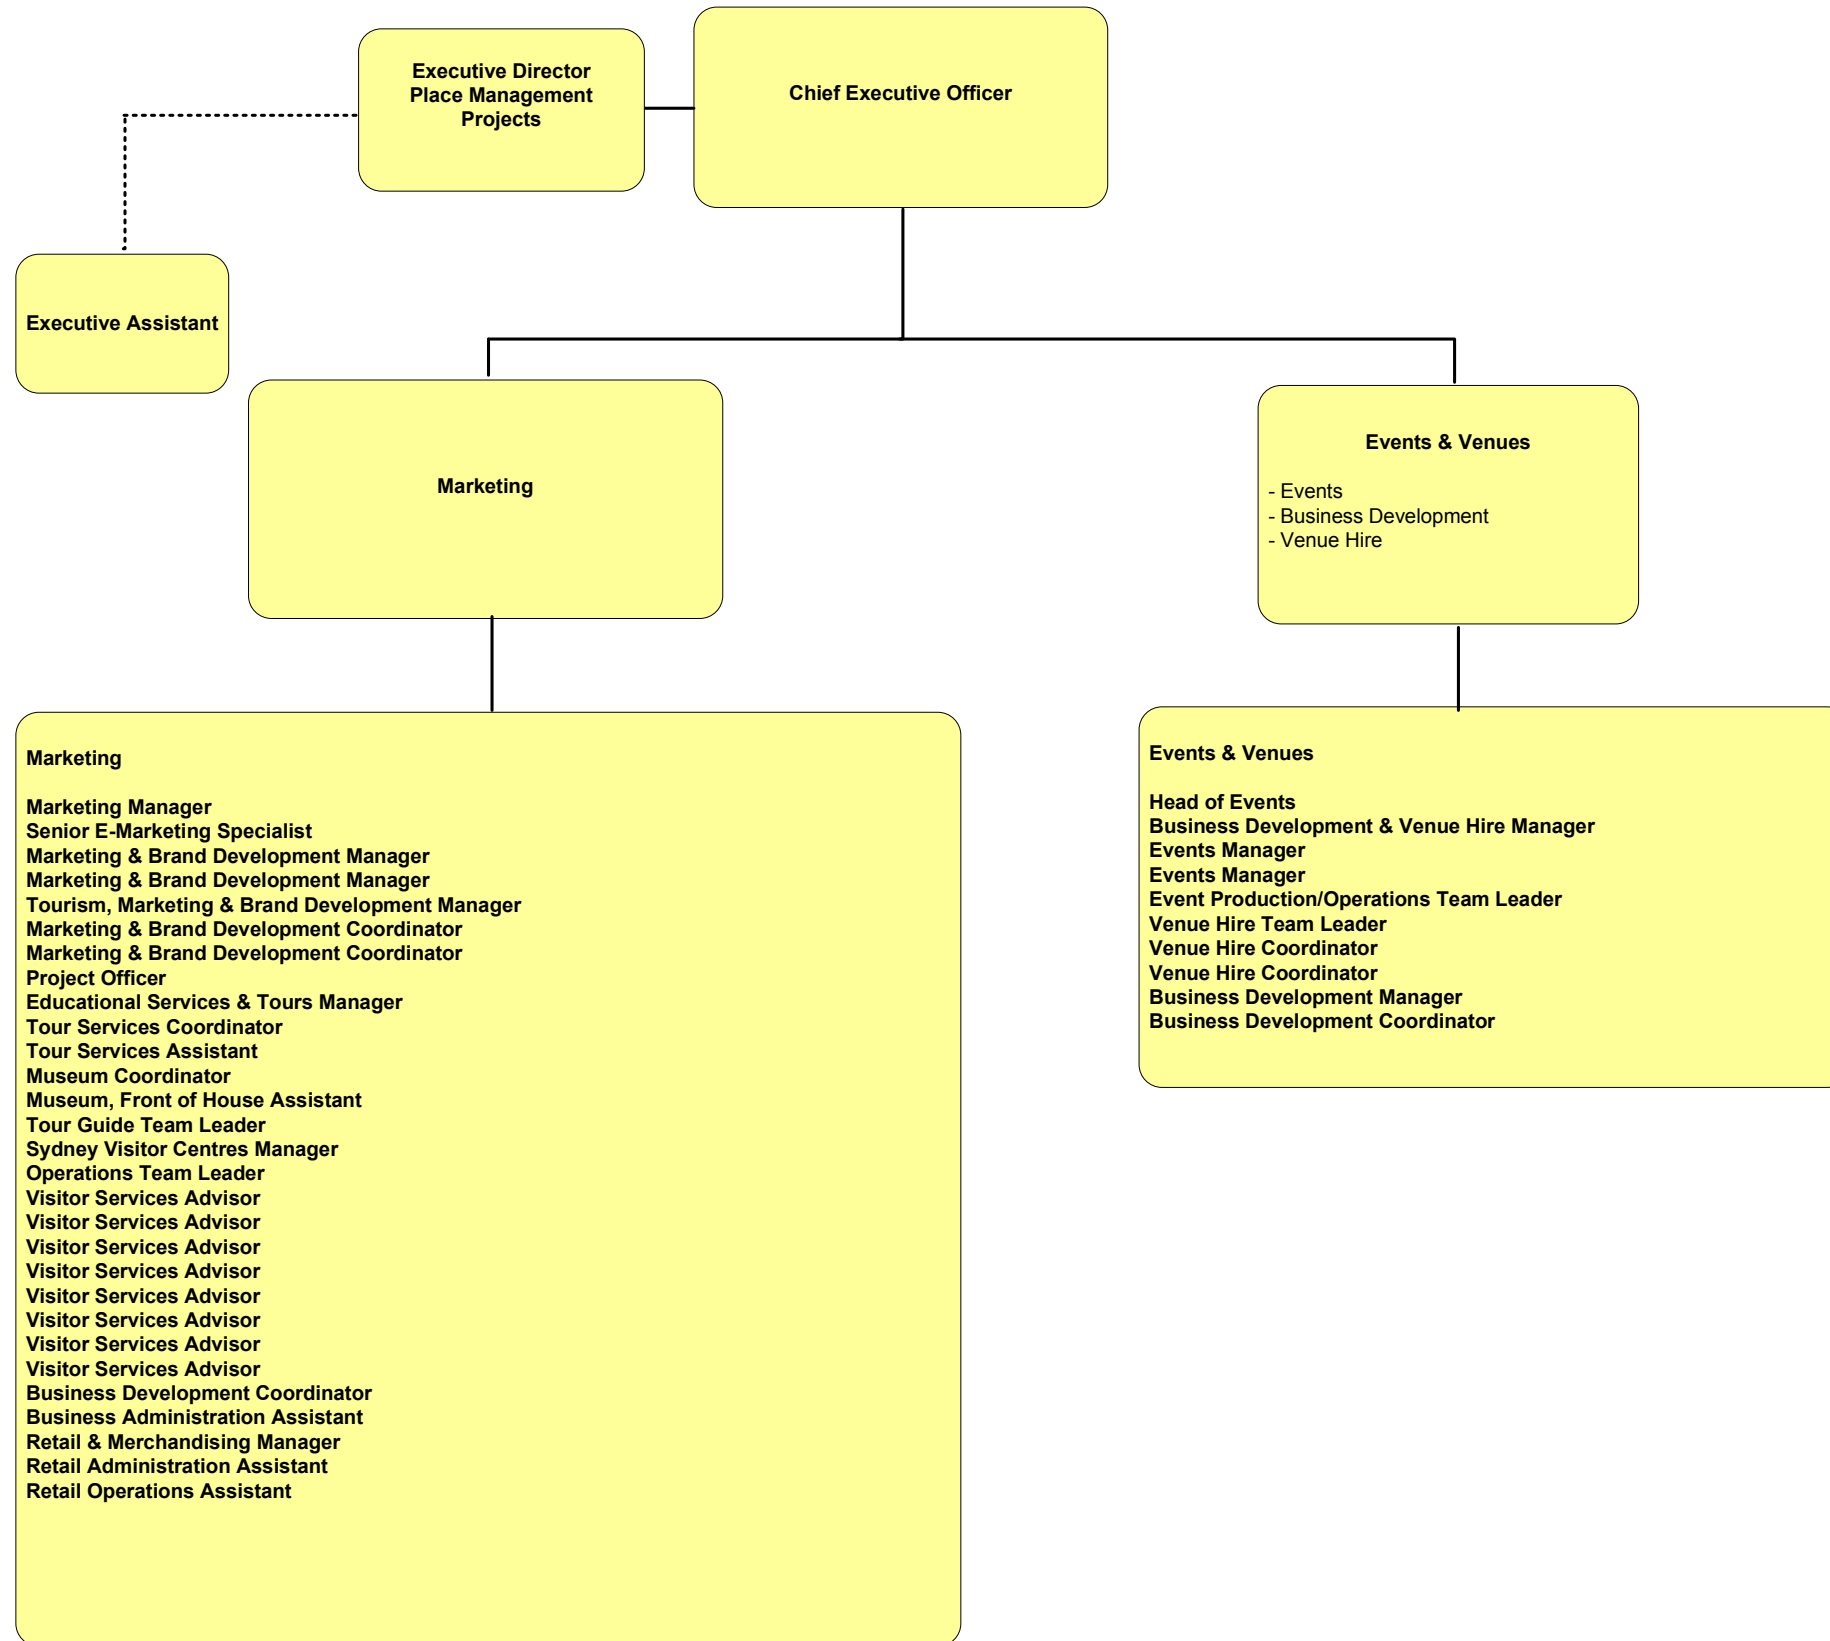 Executive Director
Place Management
Projects
Chief Executive Officer
Executive Assistant
Marketing
Events & Venues
- Events
- Business Development
- Venue Hire
Marketing
Marketing Manager
Senior E-Marketing Specialist
Marketing & Brand Development Manager
Marketing & Brand Development Manager
Tourism, Marketing & Brand Development Manager
Marketing & Brand Development Coordinator
Marketing & Brand Development Coordinator
Project Officer
Educational Services & Tours Manager
Tour Services Coordinator
Tour Services Assistant
Museum Coordinator
Museum, Front of House Assistant
Tour Guide Team Leader
Sydney Visitor Centres Manager
Operations Team Leader
Visitor Services Advisor
Visitor Services Advisor
Visitor Services Advisor
Visitor Services Advisor
Visitor Services Advisor
Visitor Services Advisor
Visitor Services Advisor
Visitor Services Advisor
Business Development Coordinator
Business Administration Assistant
Retail & Merchandising Manager
Retail Administration Assistant
Retail Operations Assistant
Events & Venues
Head of Events
Business Development & Venue Hire Manager
Events Manager
Events Manager
Event Production/Operations Team Leader
Venue Hire Team Leader
Venue Hire Coordinator
Venue Hire Coordinator
Business Development Manager
Business Development Coordinator